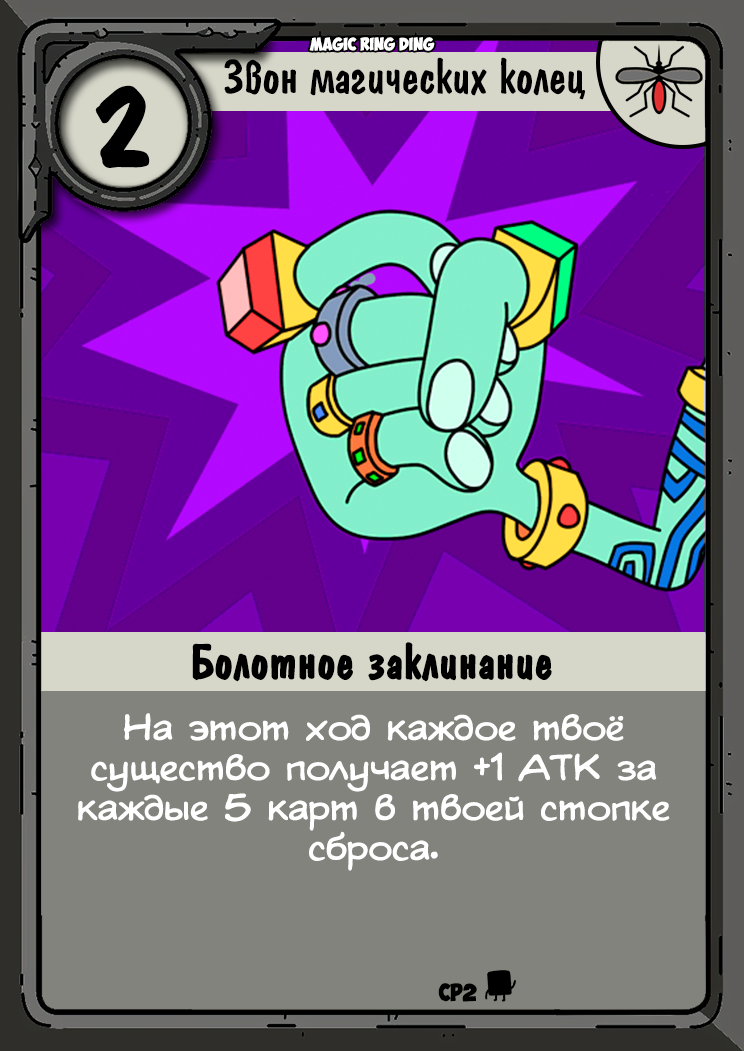 MAGIC RING DING
Звон магических колец
2
Болотное заклинание
На этот ход каждое твоё
существо получает +1 АТК за
каждые 5 карт в твоей стопке
сброса.
CP2